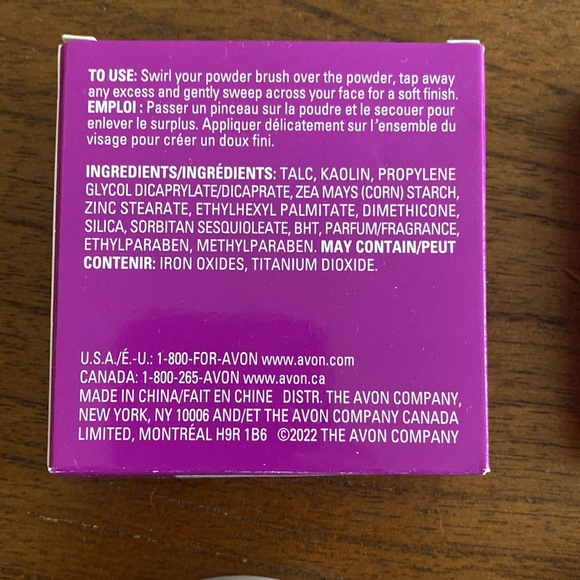 TO USE: Swirl your powder brush over the powder, tap away
any excess and gently sweep across your face for a soft finish.
EMPLOI : Passer un pinceau sur la poudre et le secouer pour
enlever le surplus. Appliquer délicatement sur l'ensemble du
visage pour créer un doux fini.
INGREDIENTS/INGRÉDIENTS: TALC, KAOLIN, PROPYLENE
GLYCOL DICAPRYLATE/DICAPRATE, ZEA MAYS (CORN) STARCH,
ZINC STEARATE, ETHYLHEXYL PALMITATE, DIMETHICONE,
SILICA, SORBITAN SESQUIOLEATE, BHT, PARFUM/FRAGRANCE,
ETHYLPARABEN, METHYLPARABEN. MAY CONTAIN/PEUT
CONTENIR: IRON OXIDES, TITANIUM DIOXIDE.
U.S.A./É.-U.: 1-800-FOR-AVON www.avon.com
CANADA: 1-800-265-AVON www.avon.ca
MADE IN CHINA/FAIT EN CHINE DISTR. THE AVON COMPANY,
NEW YORK, NY 10006 AND/ET THE AVON COMPANY CANADA
LIMITED, MONTRÉAL H9R 1B6 ©2022 THE AVON COMPANY